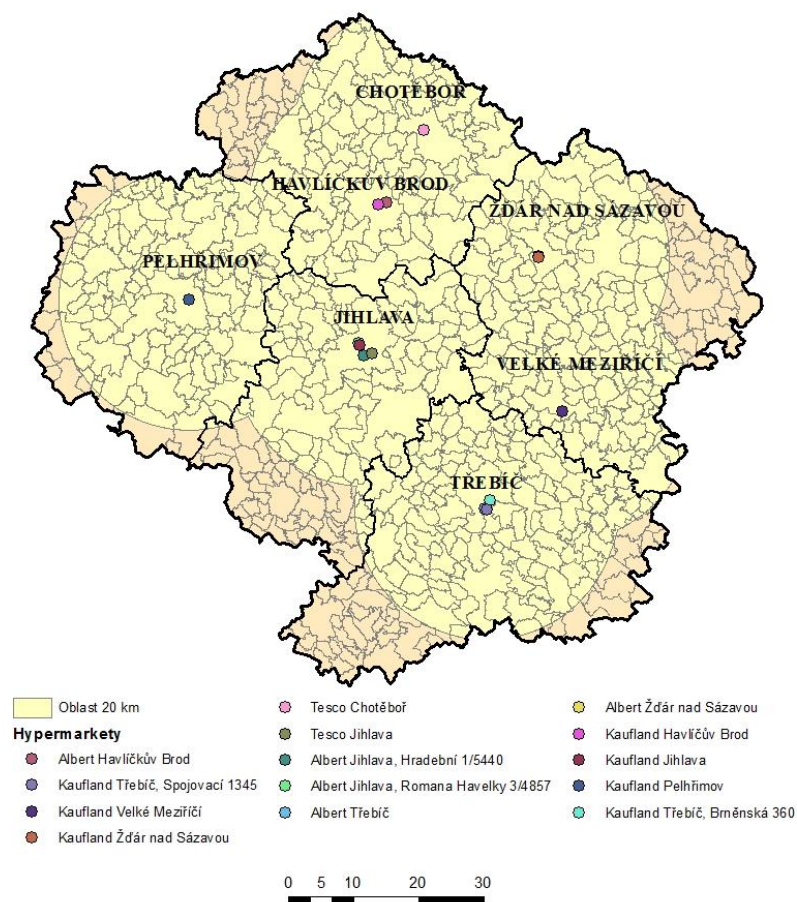 CHOTĚBOŘ
HAVLÍČKŮV BROD
ŽĎÁR NAD SÁZAVOU
PELHŘIMOV
JIHLAVA
VELKÉ MEZIŘÍČÍ
TŘEBÍČ
Oblast 20 km
Hypermarkety
Albert Havlíčkův Brod
Kaufland Třebíč, Spojovací 1345
Kaufland Velké Meziříčí
Kaufland Žďár nad Sázavou
Tesco Chotěboř
Tesco Jihlava
Albert Jihlava, Hradební 1/5440
Albert Jihlava, Romana Havelky 3/4857
Albert Třebíč
Albert Žďár nad Sázavou
Kaufland Havlíčův Brod
Kaufland Jihlava
Kaufland Pelhřimov
Kaufland Třebíč, Brněnská 360
0 5 10 20 30